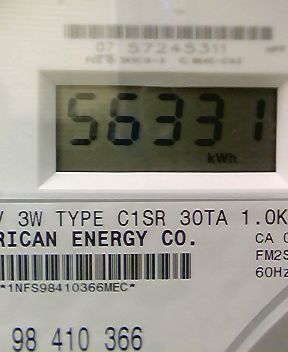 07 57245311
56331
kWh
V 3W TYPE C1SR 30TA 1.0K
RICAN ENERGY CO.
CA
FM2S
60Hz
*1NFS98410366MEC*
98 410 366